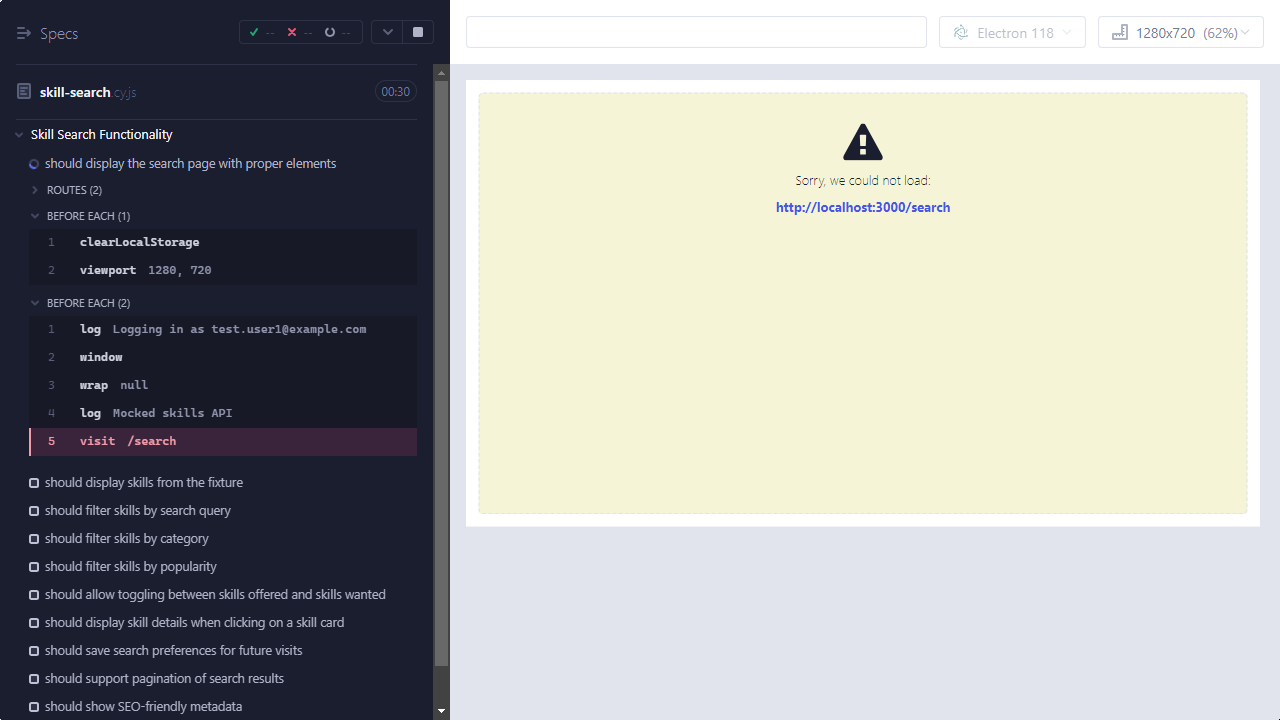 Specs
-- -- --
skill-search.cy.js
00:30
Skill Search Functionality
should display the search page with proper elements
ROUTES (2)
BEFORE EACH (1)
1 clearLocalStorage
2 viewport 1280, 720
BEFORE EACH (2)
1 log Logging in as test.user1@example.com
2 window
3 wrap null
4 log Mocked skills API
5 visit /search
should display skills from the fixture
should filter skills by search query
should filter skills by category
should filter skills by popularity
should allow toggling between skills offered and skills wanted
should display skill details when clicking on a skill card
should save search preferences for future visits
should support pagination of search results
should show SEO-friendly metadata
Electron 118
1280x720 (62%)
Sorry, we could not load:
http://localhost:3000/search